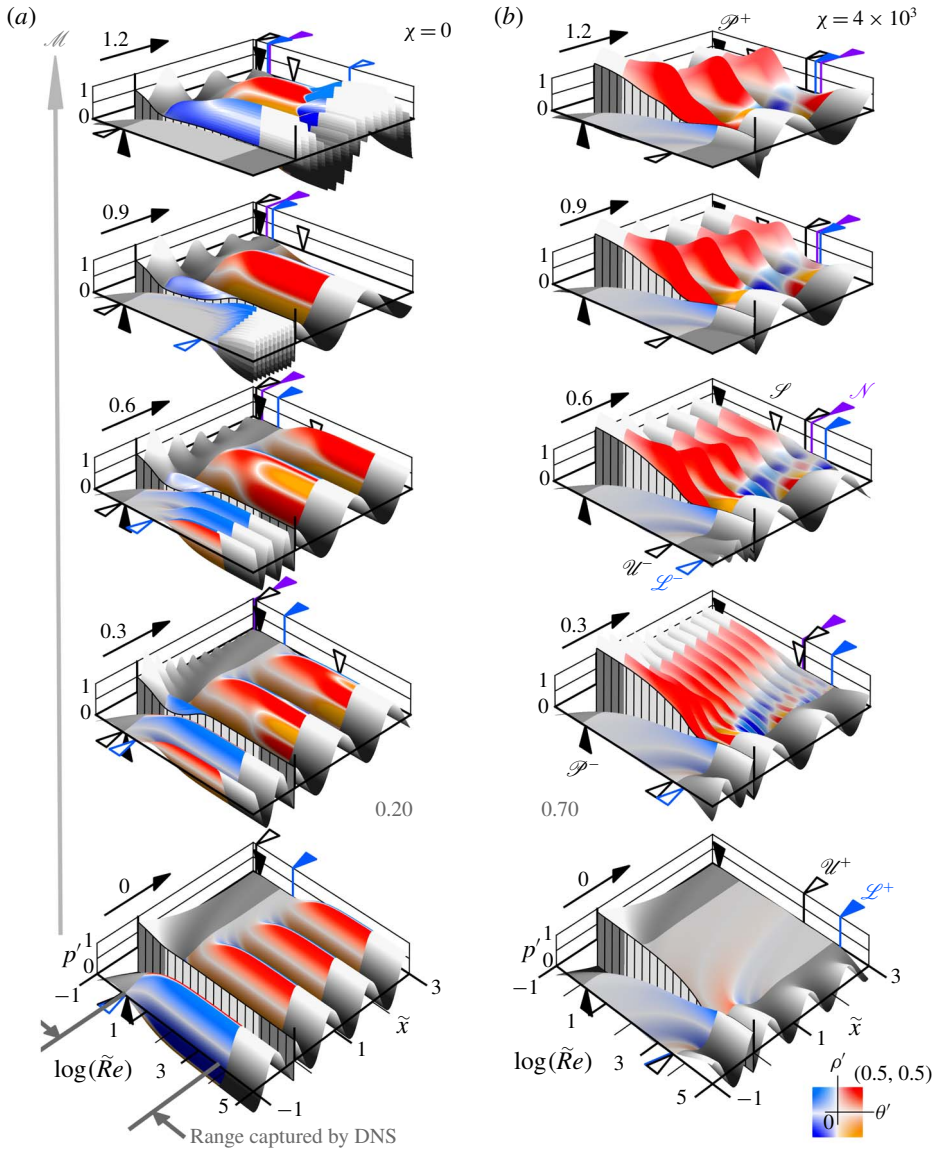 (a)
ℳ
1.2
χ = 0
1
0
0.9
1
0
0.6
1
0
0.3
1
0
0.20
0
p′
1
0
−1
1
log(R̃e)
3
5
−1
1
x̃
3
Range captured by DNS
(b)
𝒫⁺
χ = 4 × 10³
1.2
1
0
0.9
1
0
0.6
𝒮
𝒩
1
0
𝒰⁻
ℒ⁻
0.3
1
0
𝒫⁻
0.70
0
𝒰⁺
ℒ⁺
p′
1
0
−1
1
log(R̃e)
3
5
−1
1
x̃
3
ρ′
(0.5, 0.5)
0
θ′